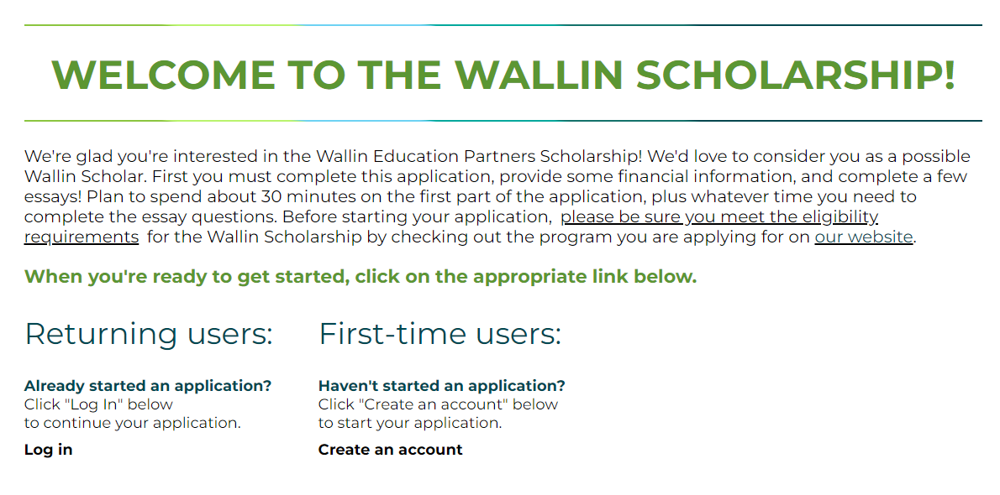 WELCOME TO THE WALLIN SCHOLARSHIP!
We're glad you're interested in the Wallin Education Partners Scholarship! We'd love to consider you as a possible
Wallin Scholar. First you must complete this application, provide some financial information, and complete a few
essays! Plan to spend about 30 minutes on the first part of the application, plus whatever time you need to
complete the essay questions. Before starting your application, please be sure you meet the eligibility
requirements for the Wallin Scholarship by checking out the program you are applying for on our website.
When you're ready to get started, click on the appropriate link below.
Returning users:
Already started an application?
Click "Log In" below
to continue your application.
Log in
First-time users:
Haven't started an application?
Click "Create an account" below
to start your application.
Create an account